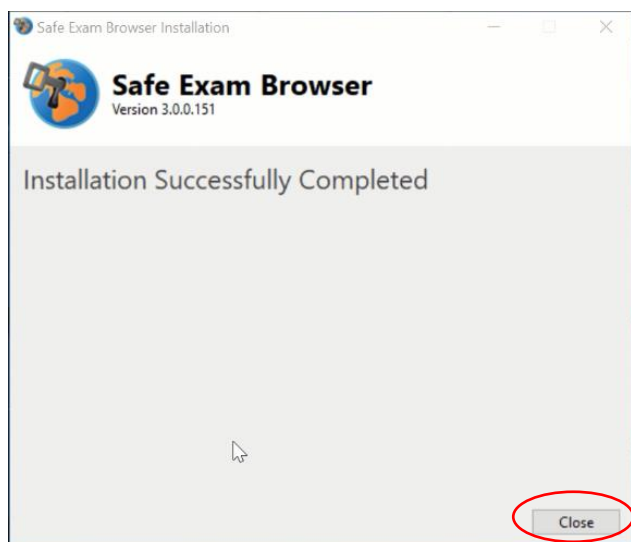 Safe Exam Browser Installation
Safe Exam Browser
Version 3.0.0.151
Installation Successfully Completed
Close